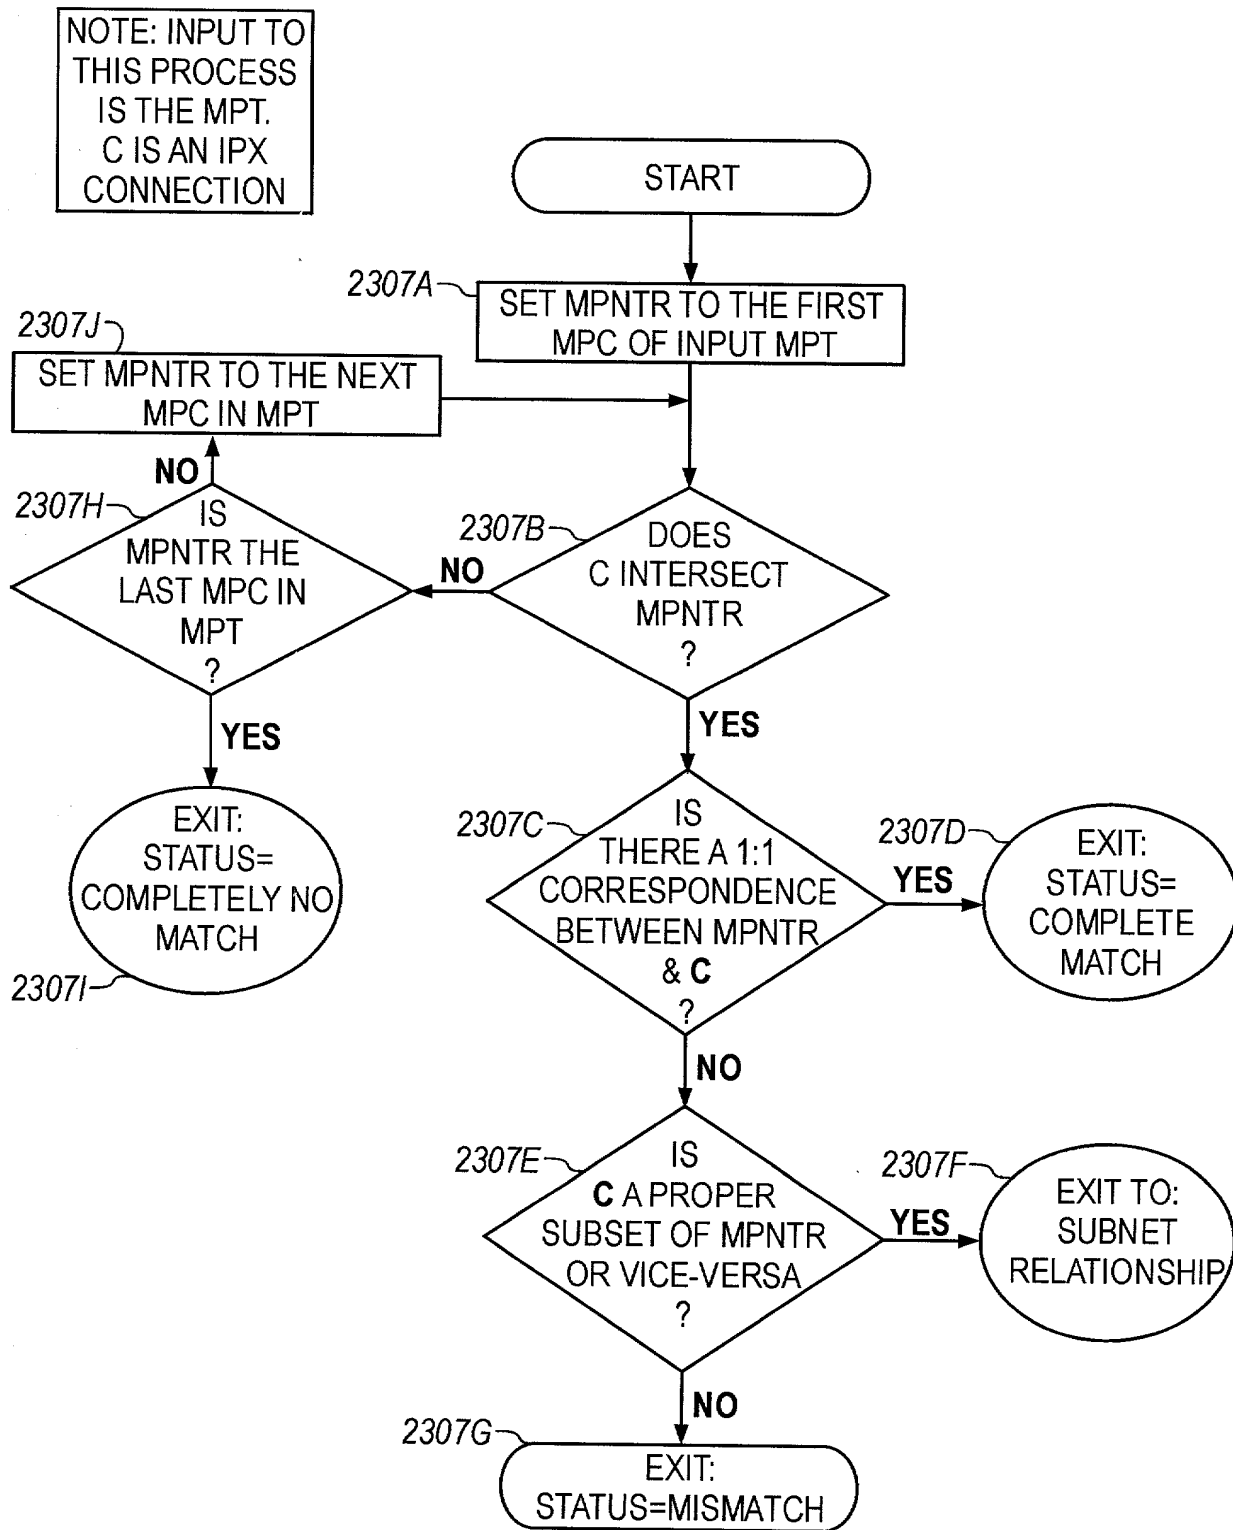 NOTE: INPUT TO
THIS PROCESS
IS THE MPT.
C IS AN IPX
CONNECTION
START
2307A
SET MPNTR TO THE FIRST
MPC OF INPUT MPT
2307J
SET MPNTR TO THE NEXT
MPC IN MPT
NO
2307H
IS
MPNTR THE
LAST MPC IN
MPT
?
2307B
DOES
C INTERSECT
MPNTR
?
NO
YES
YES
EXIT:
STATUS=
COMPLETELY NO
MATCH
2307I
2307C
IS
THERE A 1:1
CORRESPONDENCE
BETWEEN MPNTR
& C
?
YES
2307D
EXIT:
STATUS=
COMPLETE
MATCH
NO
2307E
IS
C A PROPER
SUBSET OF MPNTR
OR VICE-VERSA
?
YES
2307F
EXIT TO:
SUBNET
RELATIONSHIP
NO
2307G
EXIT:
STATUS=MISMATCH